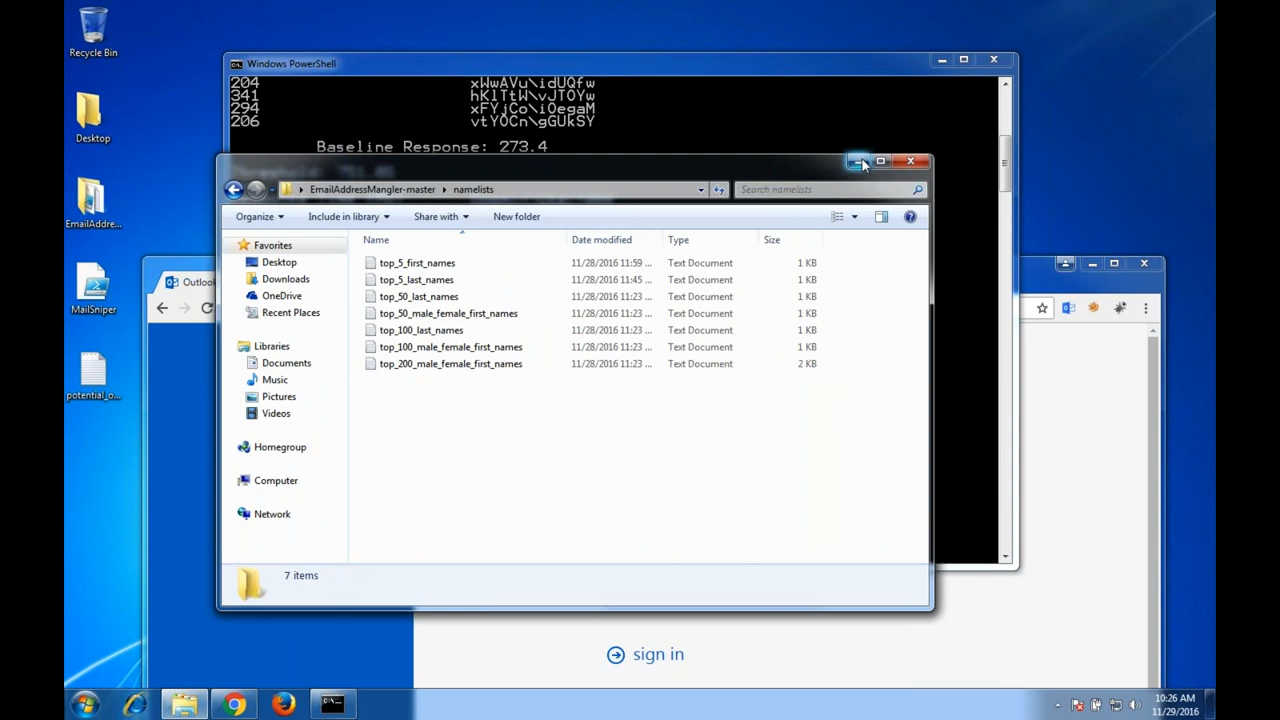 Recycle Bin
Desktop
EmailAddre...
MailSniper
potential_o...
Windows PowerShell
204 xWwAVu\idUQfw
341 hKlTtW\vJTOYw
294 xFYjCo\iOegaM
206 vtYOCn\gGUkSY
Baseline Response: 273.4
EmailAddressMangler-master
namelists
Search namelists
Organize
Include in library
Share with
New folder
Favorites
Desktop
Downloads
OneDrive
Recent Places
Libraries
Documents
Music
Pictures
Videos
Homegroup
Computer
Network
Name Date modified Type Size
top_5_first_names 11/28/2016 11:59 ... Text Document 1 KB
top_5_last_names 11/28/2016 11:45 ... Text Document 1 KB
top_50_last_names 11/28/2016 11:23 ... Text Document 1 KB
top_50_male_female_first_names 11/28/2016 11:23 ... Text Document 1 KB
top_100_last_names 11/28/2016 11:23 ... Text Document 1 KB
top_100_male_female_first_names 11/28/2016 11:23 ... Text Document 1 KB
top_200_male_female_first_names 11/28/2016 11:23 ... Text Document 2 KB
7 items
Outlool
sign in
10:26 AM
11/29/2016